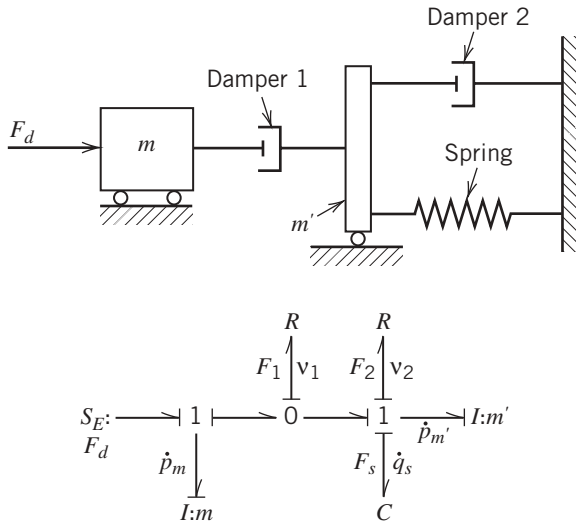 Damper 2
Damper 1
F_d
m
Spring
m'
R R
F_1 ν_1 F_2 ν_2
S_E: 1 0 1 I:m'
F_d
ṗ_m F_s q̇_s ṗ_m'
I:m C